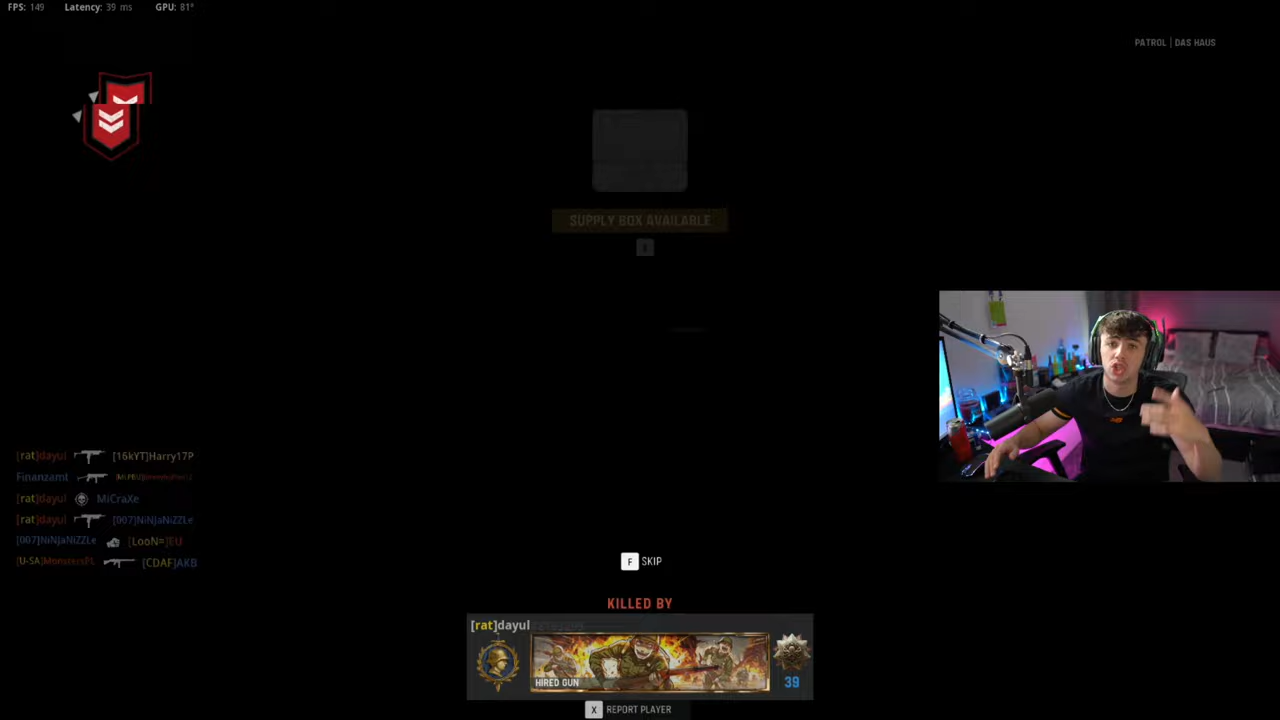 FPS: 149 Latency: 39 ms GPU: 81°
PATROL | DAS HAUS
SUPPLY BOX AVAILABLE
[rat]dayul [16kYT]Harry17P
Finanzamt
[rat]dayul MiCraXe
[rat]dayul [007]NiNJaNiZZLe
[007]NiNJaNiZZLe [LooN=]EU
[U-SA]MonstersPL [CDAF]AKB
F SKIP
KILLED BY
[rat]dayul
HIRED GUN
39
X REPORT PLAYER